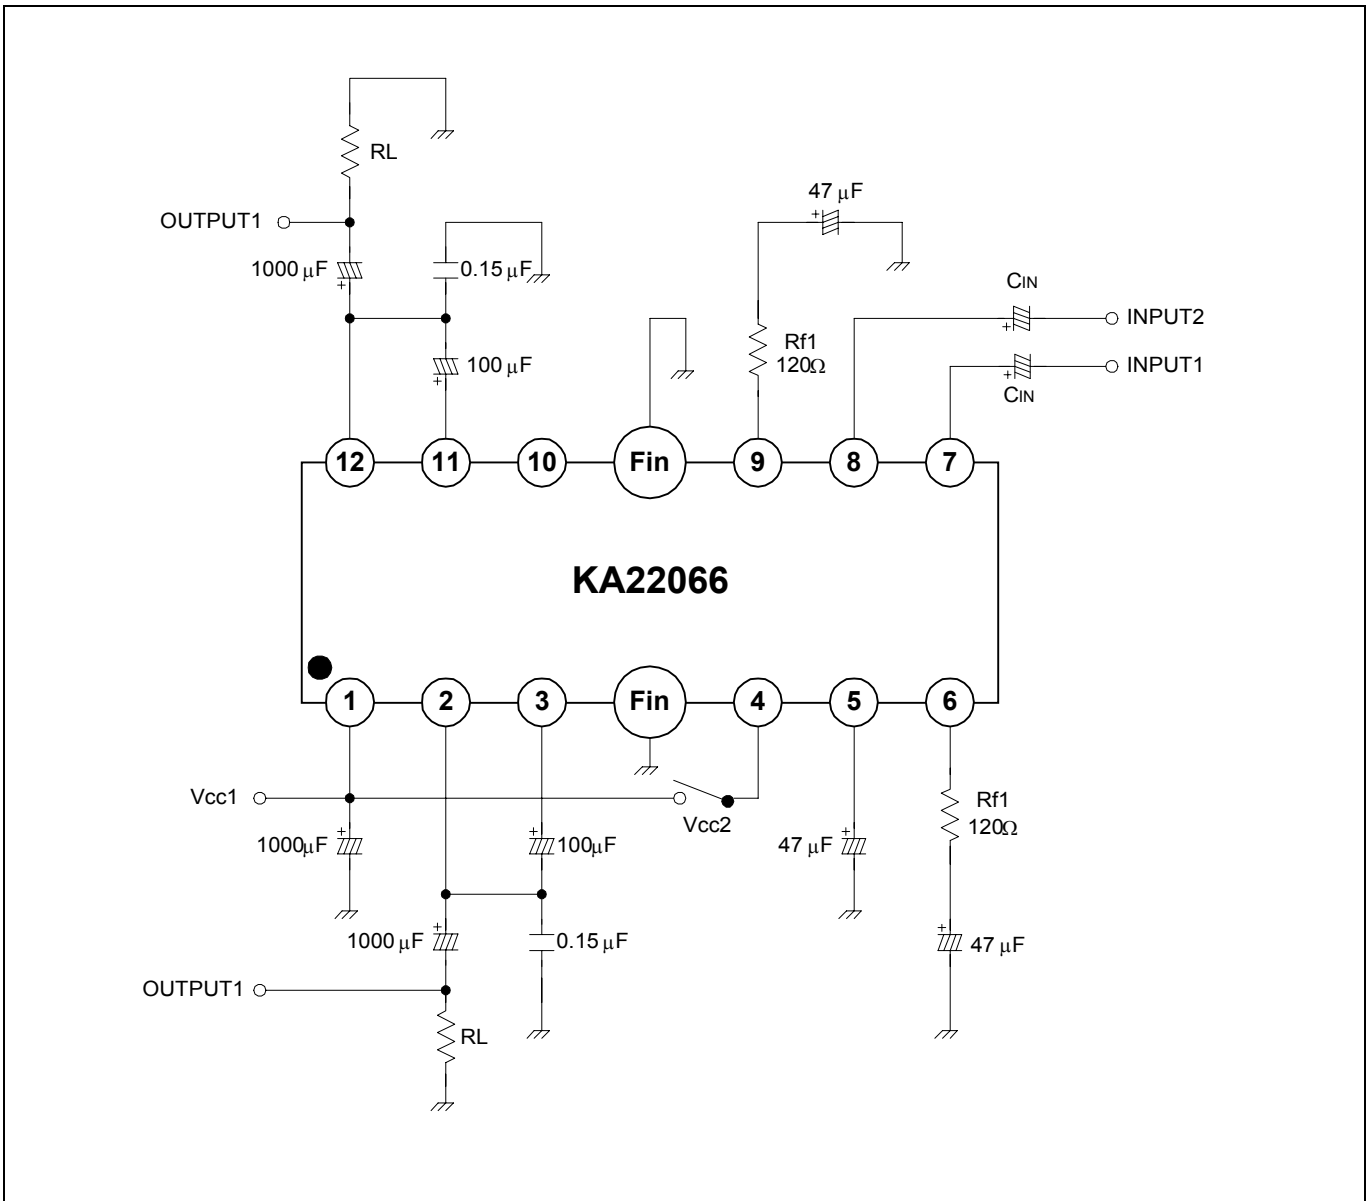 RL
47 μF
OUTPUT1
1000 μF
0.15 μF
+
+
CIN
INPUT2
+
100 μF
+
Rf1
120Ω
INPUT1
+
CIN
12
11
10
Fin
9
8
7
KA22066
1
2
3
Fin
4
5
6
Vcc1
Vcc2
Rf1
120Ω
+
1000μF
+
100μF
+
47 μF
+
1000 μF
0.15 μF
+
47 μF
OUTPUT1
RL